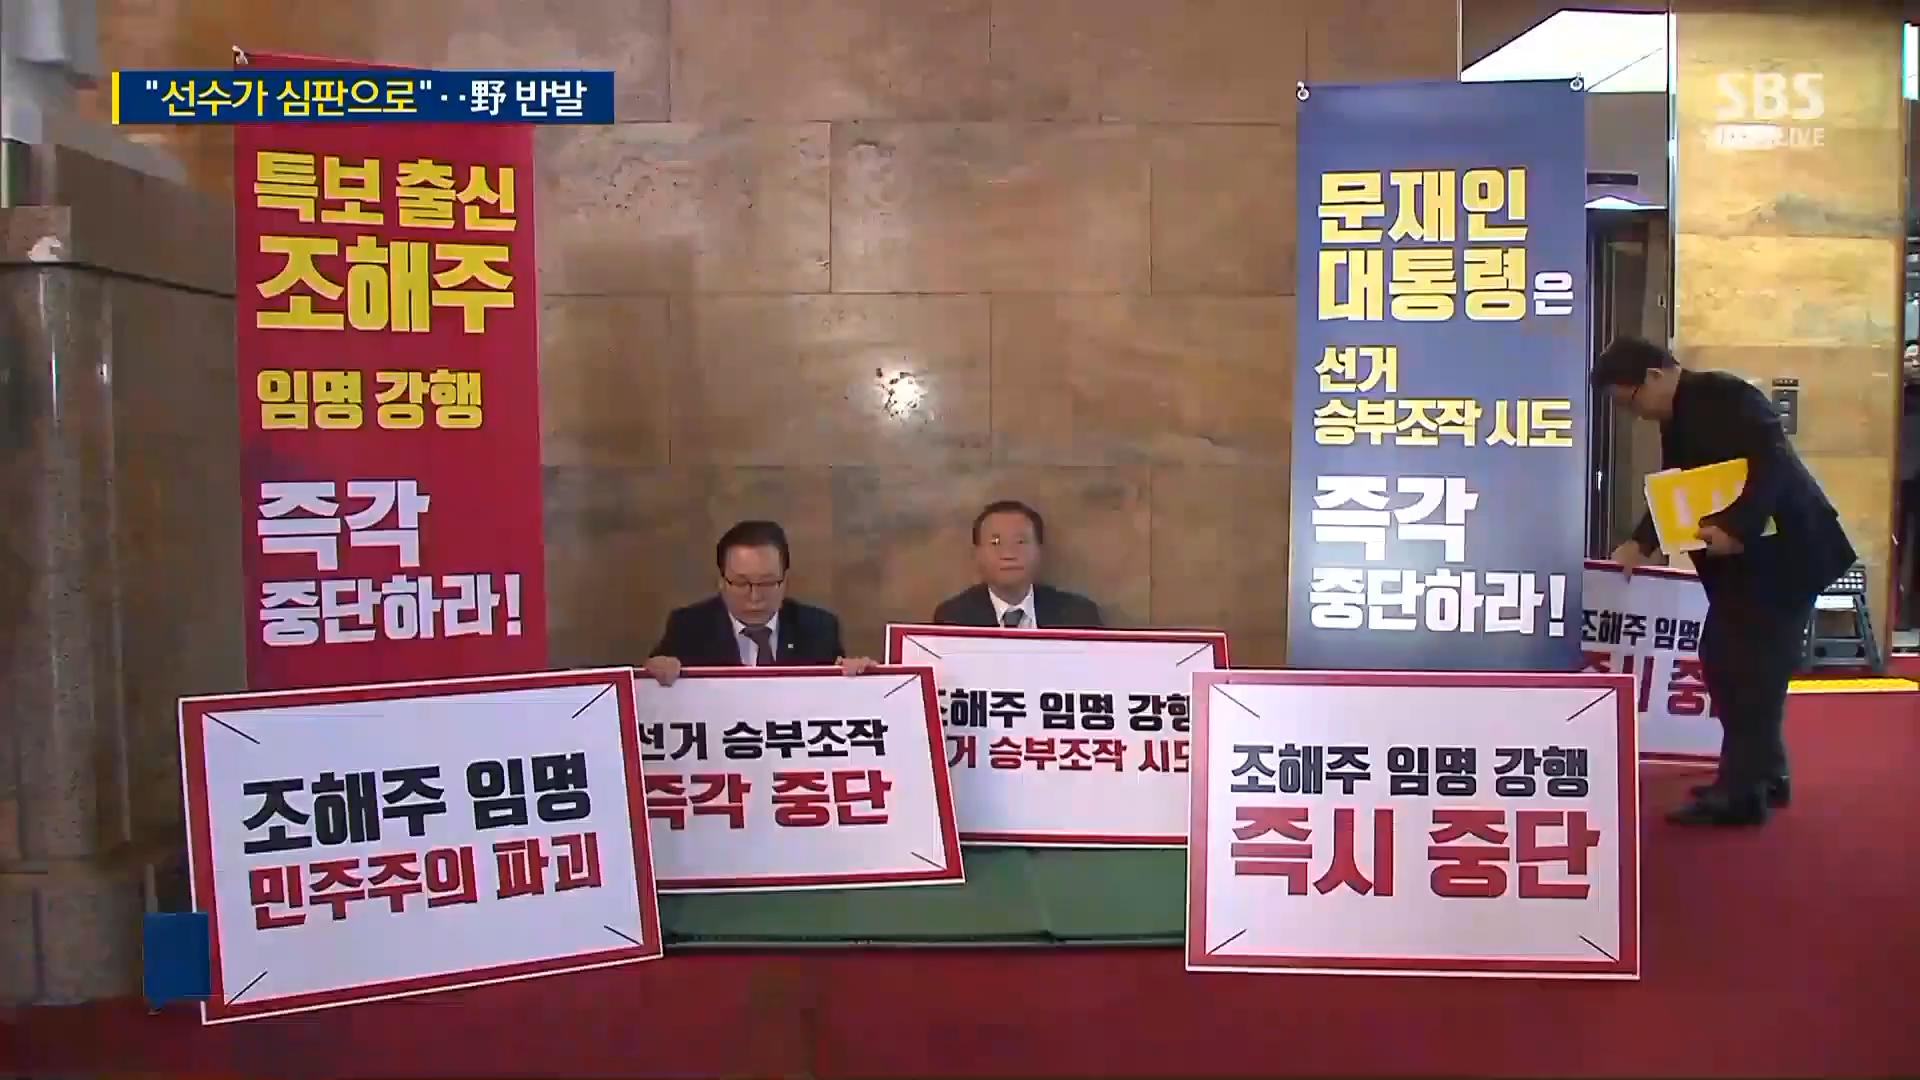 "선수가 심판으로"‥野 반발
SBS
LIVE
특보 출신
조해주
임명 강행
즉각
중단하라!
문재인
대통령은
선거
승부조작 시도
즉각
중단하라!
조해주 임명
민주주의 파괴
선거 승부조작
즉각 중단
조해주 임명 강행
승부조작 시도
조해주 임명 강행
즉시 중단
조해주 임명